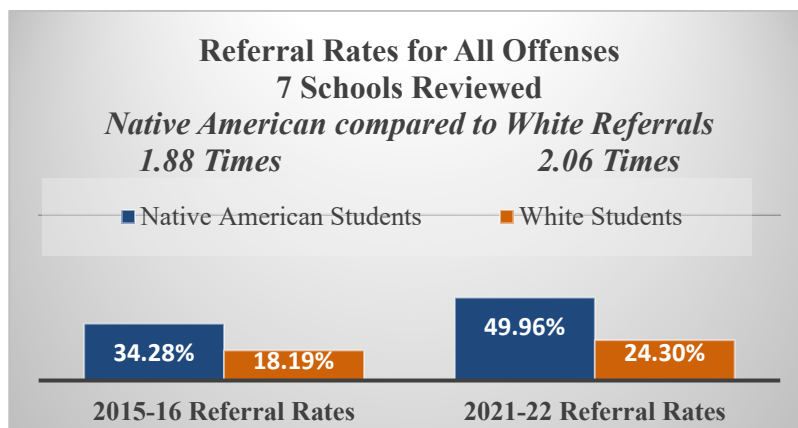 Referral Rates for All Offenses
7 Schools Reviewed
Native American compared to White Referrals
1.88 Times 2.06 Times
Native American Students White Students
34.28% 18.19% 49.96% 24.30%
2015-16 Referral Rates 2021-22 Referral Rates